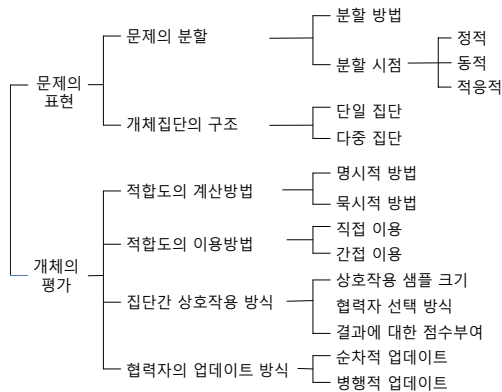 분할 방법
문제의 분할
정적
분할 시점
동적
적응적
문제의
표현
단일 집단
개체집단의 구조
다중 집단
명시적 방법
적합도의 계산방법
묵시적 방법
직접 이용
적합도의 이용방법
간접 이용
개체의
평가
상호작용 샘플 크기
집단간 상호작용 방식
협력자 선택 방식
결과에 대한 점수부여
순차적 업데이트
협력자의 업데이트 방식
병행적 업데이트